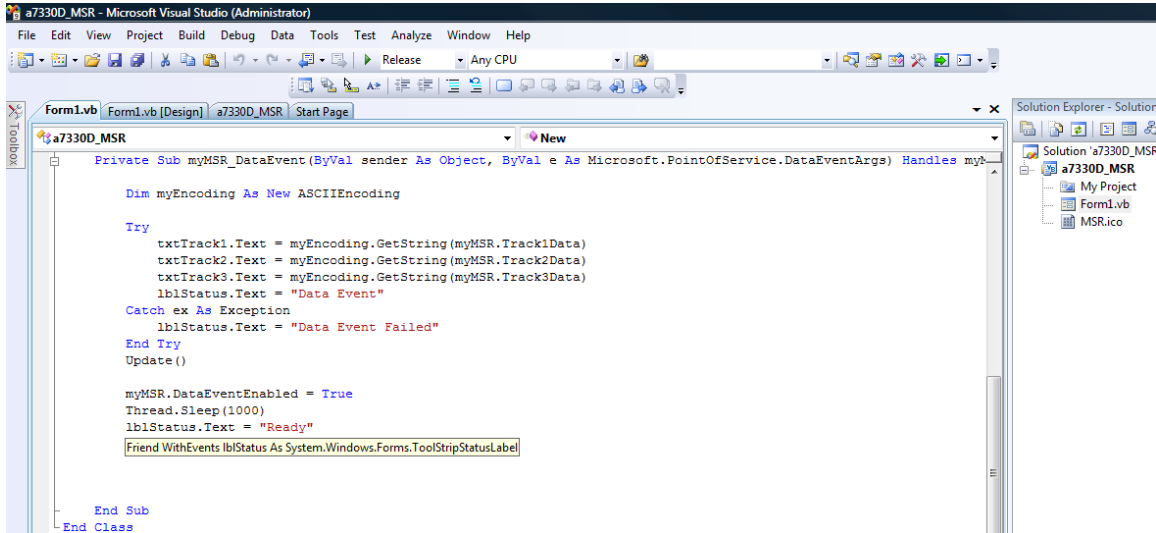 a7330D_MSR - Microsoft Visual Studio (Administrator)
File Edit View Project Build Debug Data Tools Test Analyze Window Help
Release Any CPU
Form1.vb Form1.vb [Design] a7330D_MSR Start Page
Solution Explorer - Solution
Toolbox
a7330D_MSR New
Solution 'a7330D_MSR
a7330D_MSR
My Project
Form1.vb
MSR.ico
Private Sub myMSR_DataEvent(ByVal sender As Object, ByVal e As Microsoft.PointOfService.DataEventArgs) Handles myM
Dim myEncoding As New ASCIIEncoding
Try
txtTrack1.Text = myEncoding.GetString(myMSR.Track1Data)
txtTrack2.Text = myEncoding.GetString(myMSR.Track2Data)
txtTrack3.Text = myEncoding.GetString(myMSR.Track3Data)
lblStatus.Text = "Data Event"
Catch ex As Exception
lblStatus.Text = "Data Event Failed"
End Try
Update()
myMSR.DataEventEnabled = True
Thread.Sleep(1000)
lblStatus.Text = "Ready"
Friend WithEvents lblStatus As System.Windows.Forms.ToolStripStatusLabel
End Sub
End Class